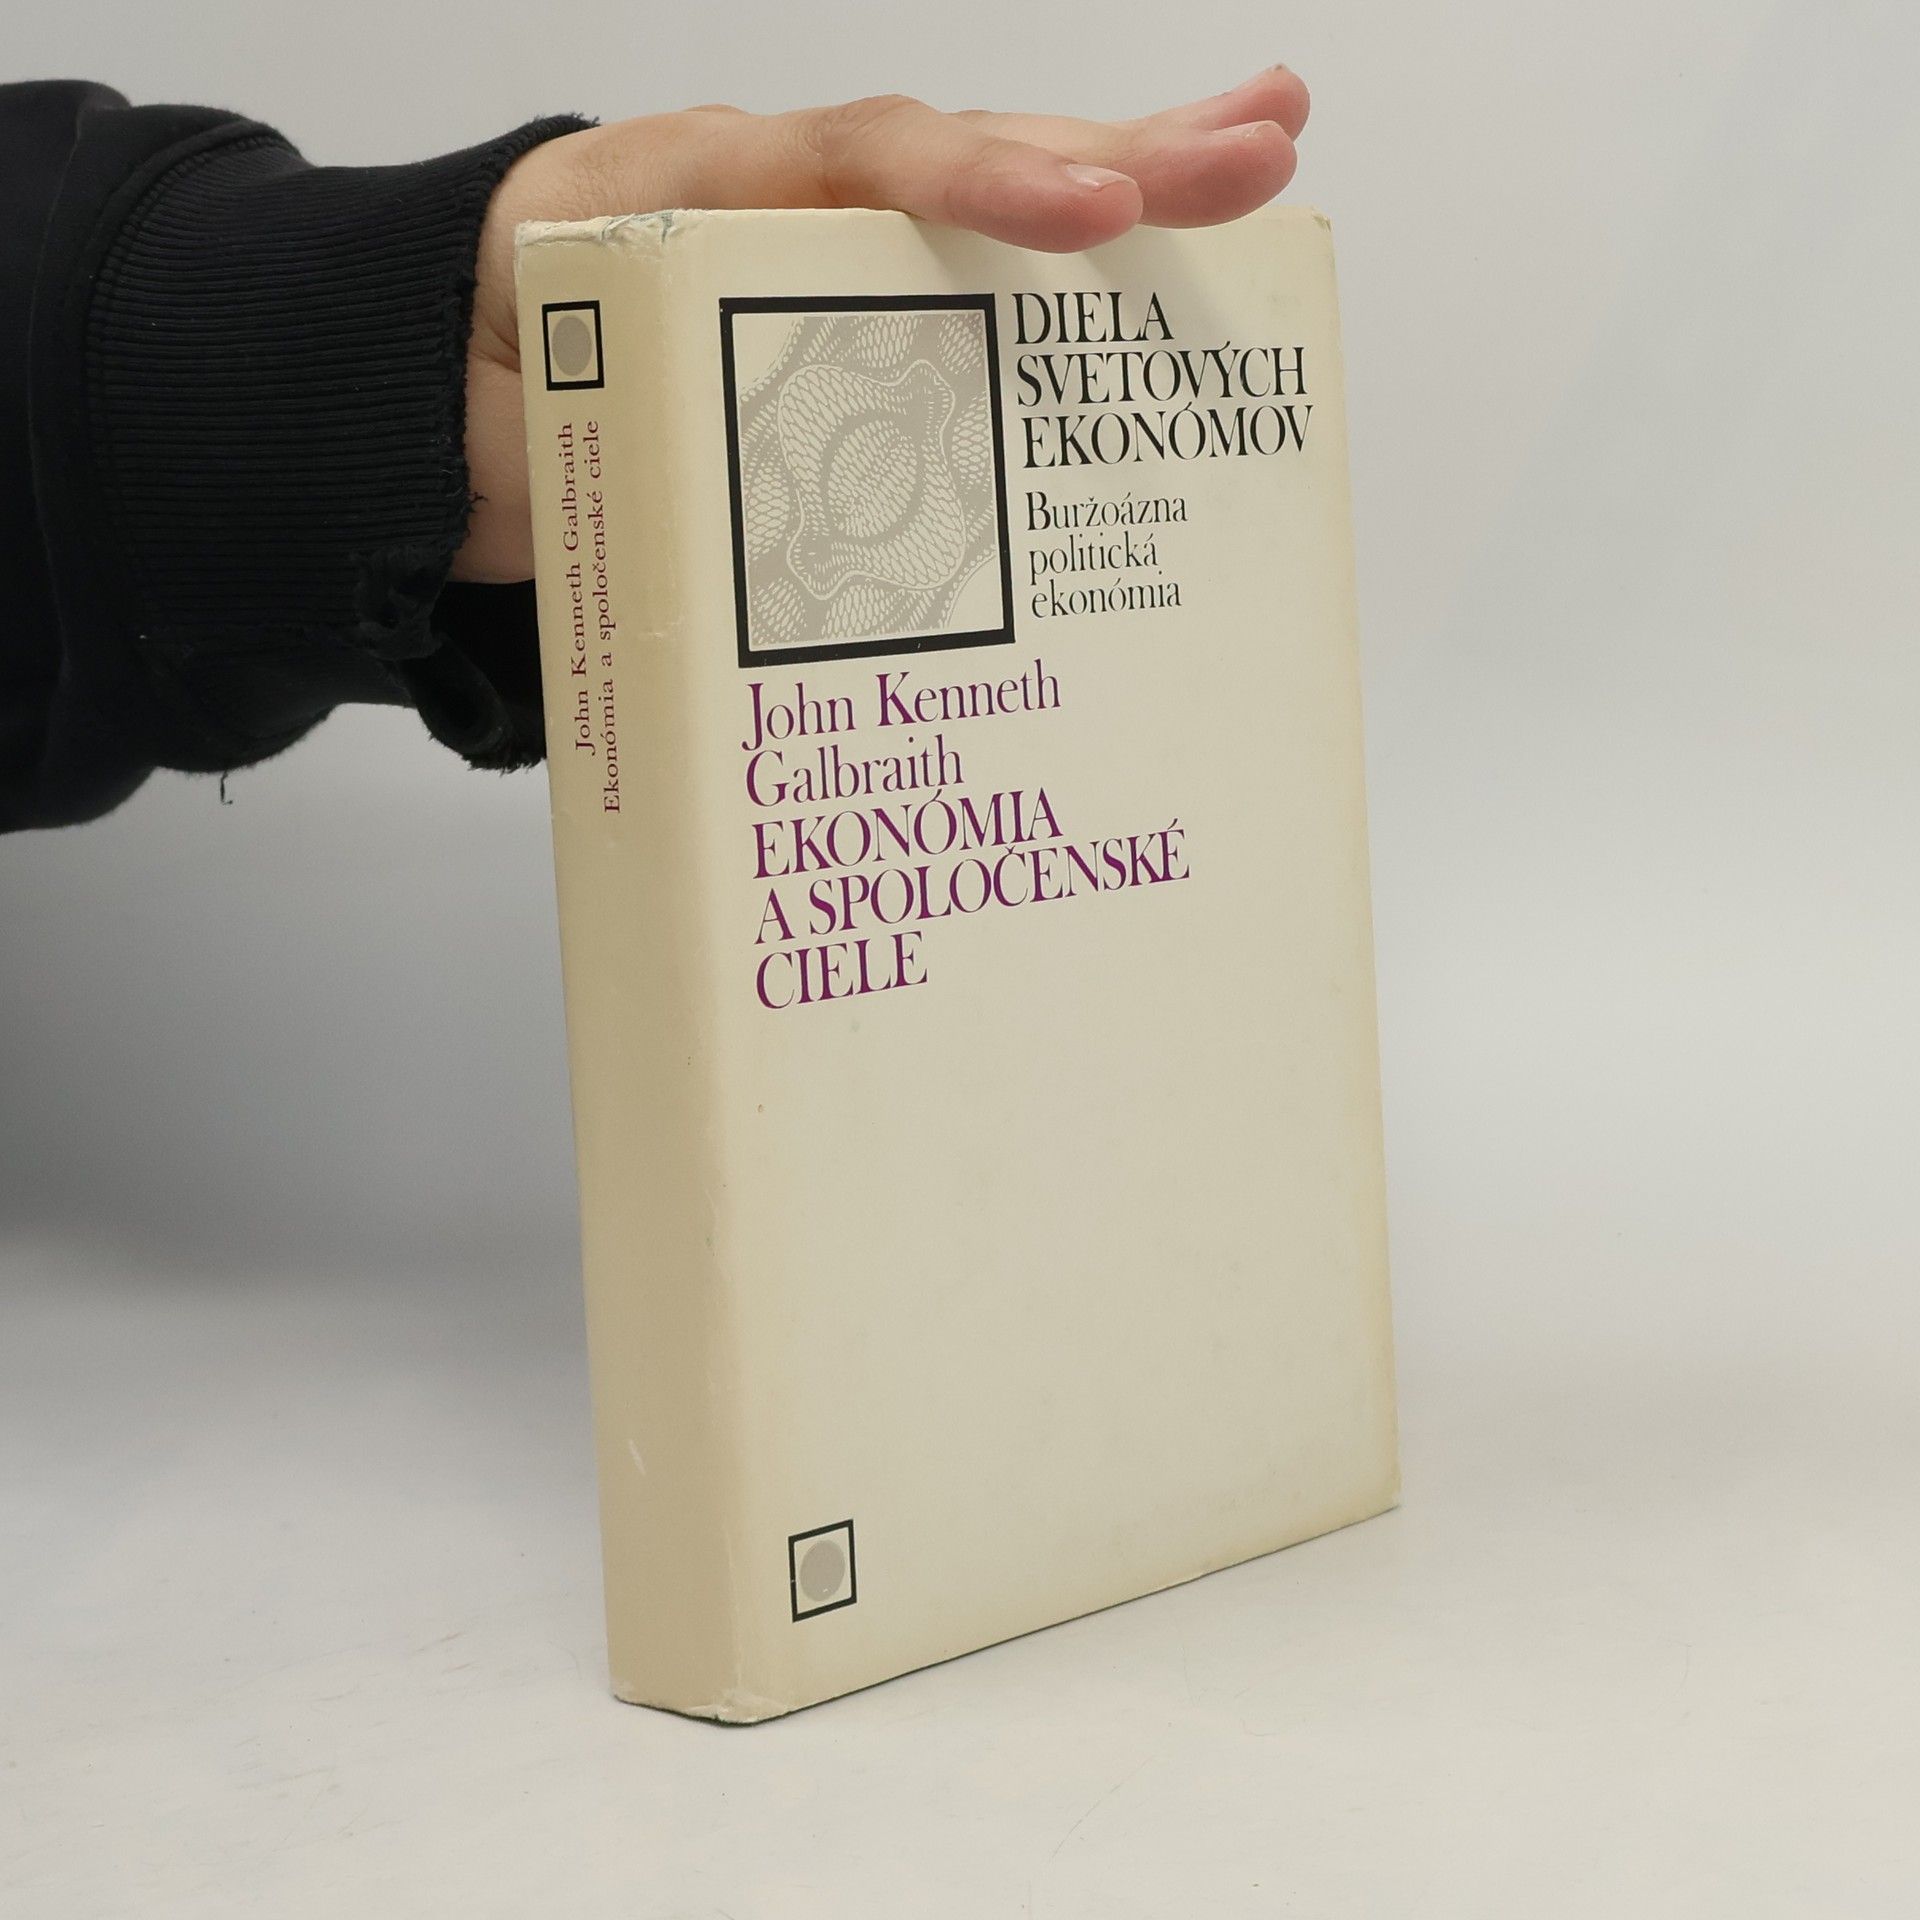 John Kenneth Galbraith
Ekonómia a spoločenské ciele
DIELA
SVETOVÝCH
EKONÓMOV
Buržoázna
politická
ekonómia
John Kenneth
Galbraith
EKONÓMIA
A SPOLOČENSKÉ
CIELE